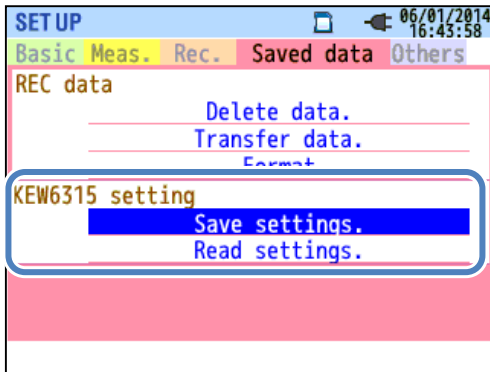 SET UP 06/01/2014
16:43:58
Basic Meas. Rec. Saved data Others
REC data
Delete data.
Transfer data.
Format
KEW6315 setting
Save settings.
Read settings.